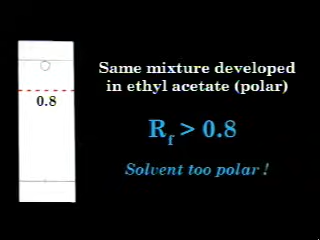 0.8
Same mixture developed
in ethyl acetate (polar)
Rf > 0.8
Solvent too polar !